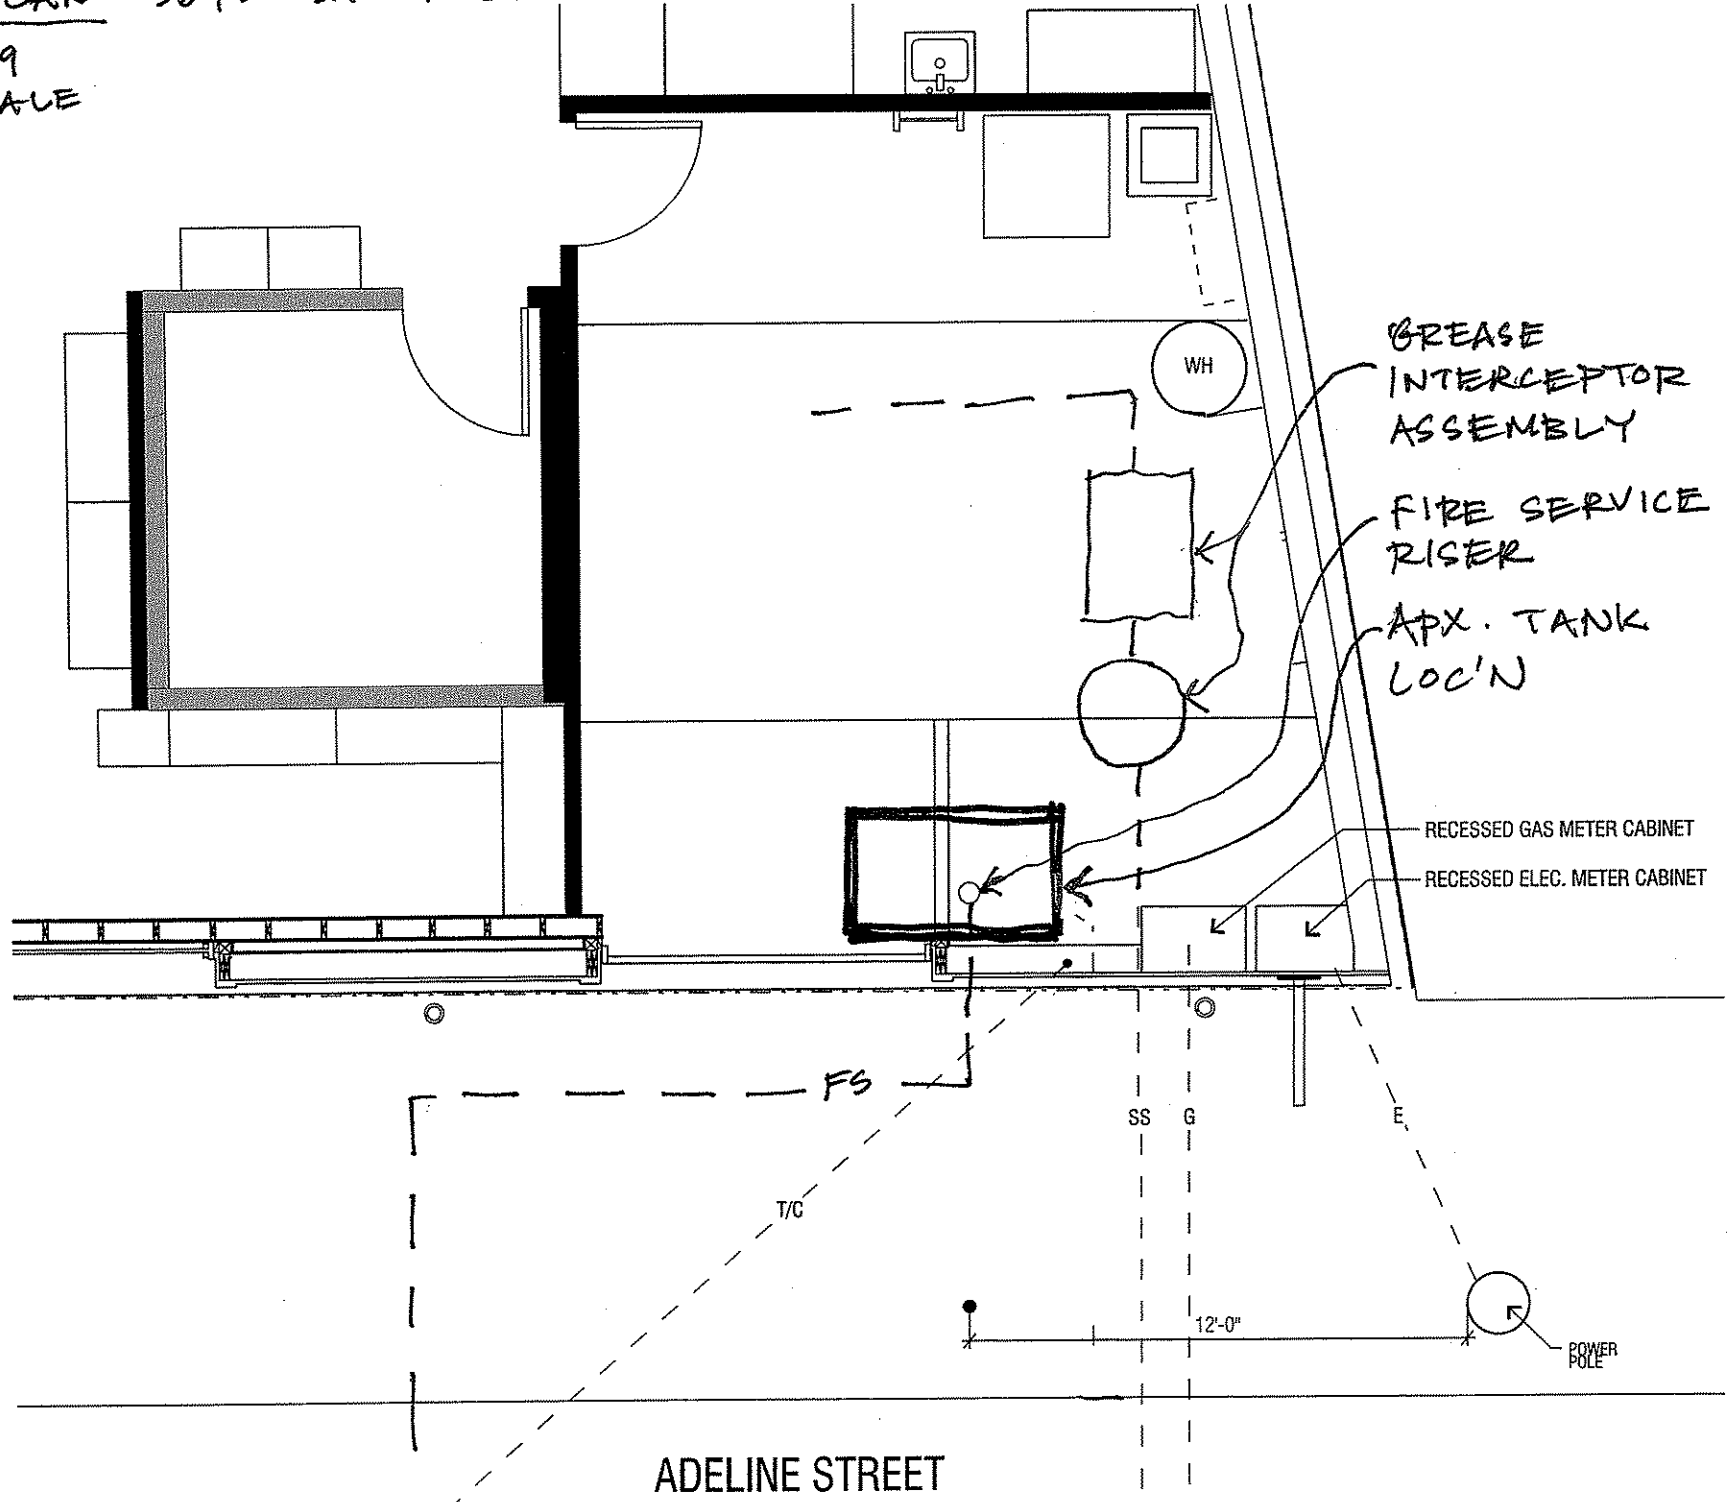 9
WH
GREASE
INTERCEPTOR
ASSEMBLY
FIRE SERVICE
RISER
APX. TANK
LOC'N
RECESSED GAS METER CABINET
RECESSED ELEC. METER CABINET
FS
SS G E
T/C
12'-0"
POWER
POLE
ADELINE STREET